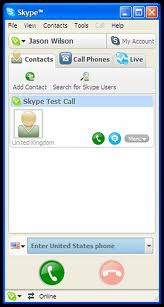 Skype™
File View Contacts Tools Call Help
Jason Wilson My Account
Contacts Call Phones Live
Add Contact Search for Skype Users
Skype Test Call
United Kingdom
Menu
Enter United States phone
Online